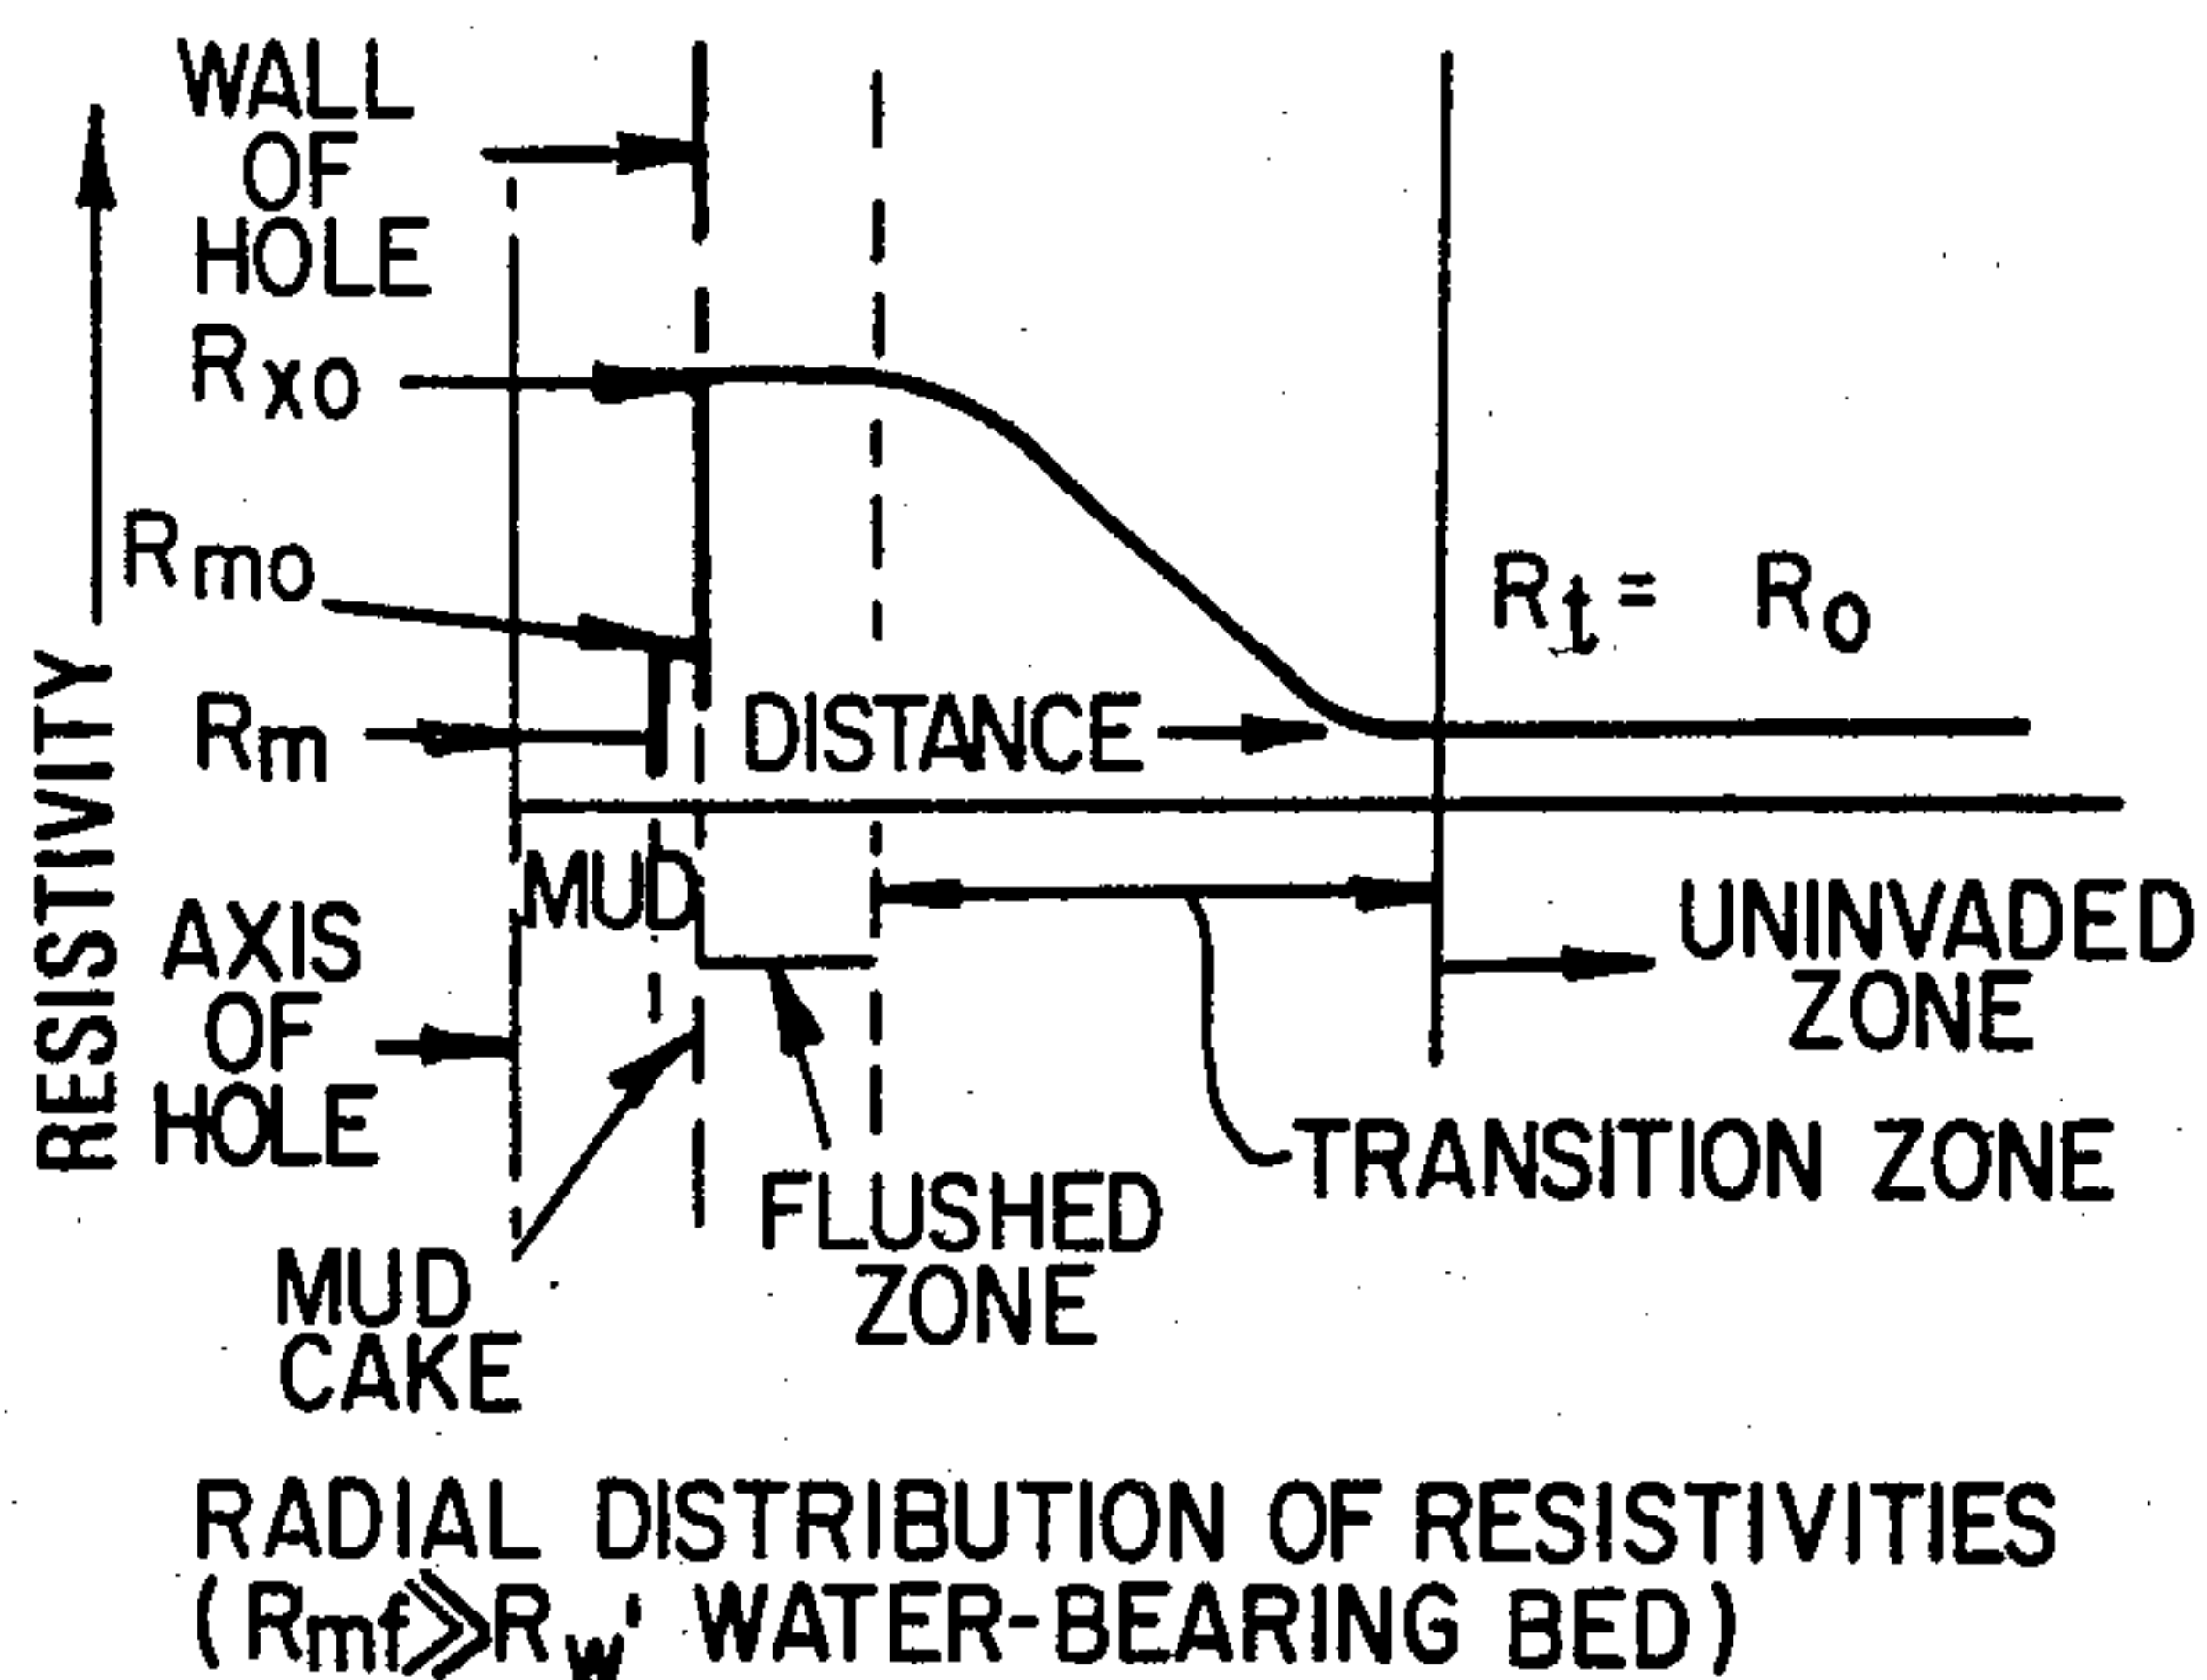 WALL
OF
HOLE
Rxo
Rmo
Rm
RESISTIVITY
DISTANCE
Rt = Ro
MUD
AXIS
OF
HOLE
UNINVADED
ZONE
TRANSITION ZONE
FLUSHED
ZONE
MUD
CAKE
RADIAL DISTRIBUTION OF RESISTIVITIES
(Rmf≫Rw' WATER-BEARING BED)